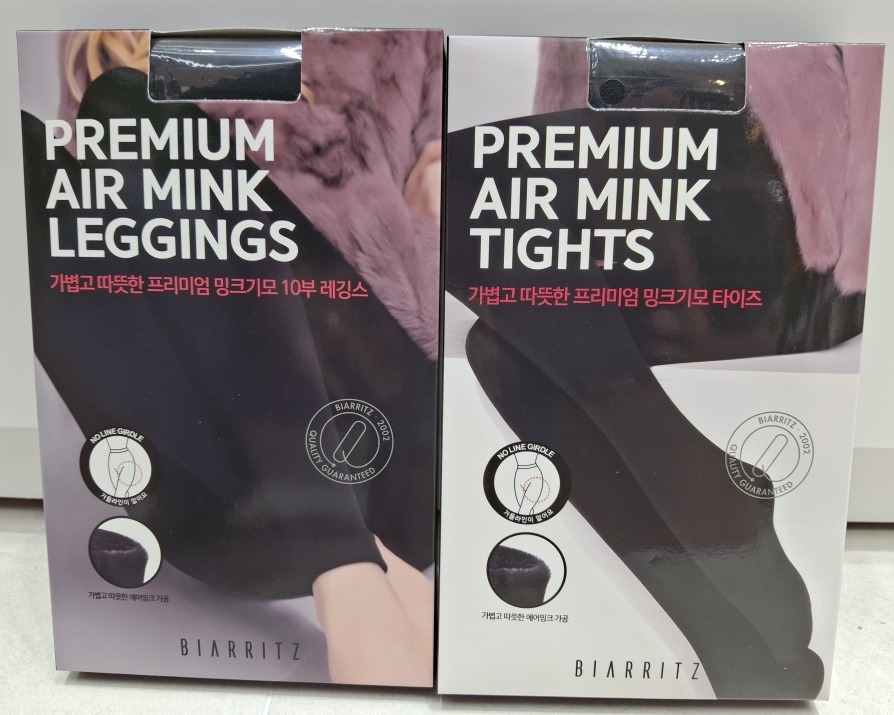 PREMIUM
AIR MINK
LEGGINGS
가볍고 따뜻한 프리미엄 밍크기모 10부 레깅스
BIARRITZ · 2002
QUALITY GUARANTEED
NO LINE GIRDLE
거들라인이 없어요
가볍고 따뜻한 에어밍크 가공
BIARRITZ
PREMIUM
AIR MINK
TIGHTS
가볍고 따뜻한 프리미엄 밍크기모 타이즈
BIARRITZ · 2002
QUALITY GUARANTEED
NO LINE GIRDLE
거들라인이 없어요
가볍고 따뜻한 에어밍크 가공
BIARRITZ